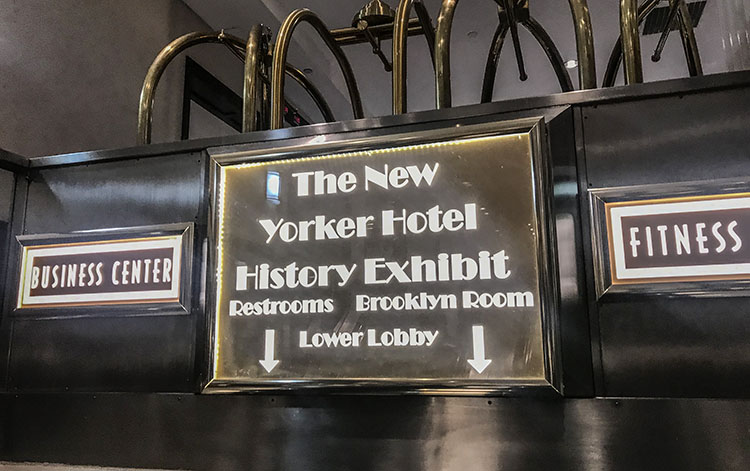 The New
Yorker Hotel
History Exhibit
Restrooms Brooklyn Room
Lower Lobby
BUSINESS CENTER
FITNESS